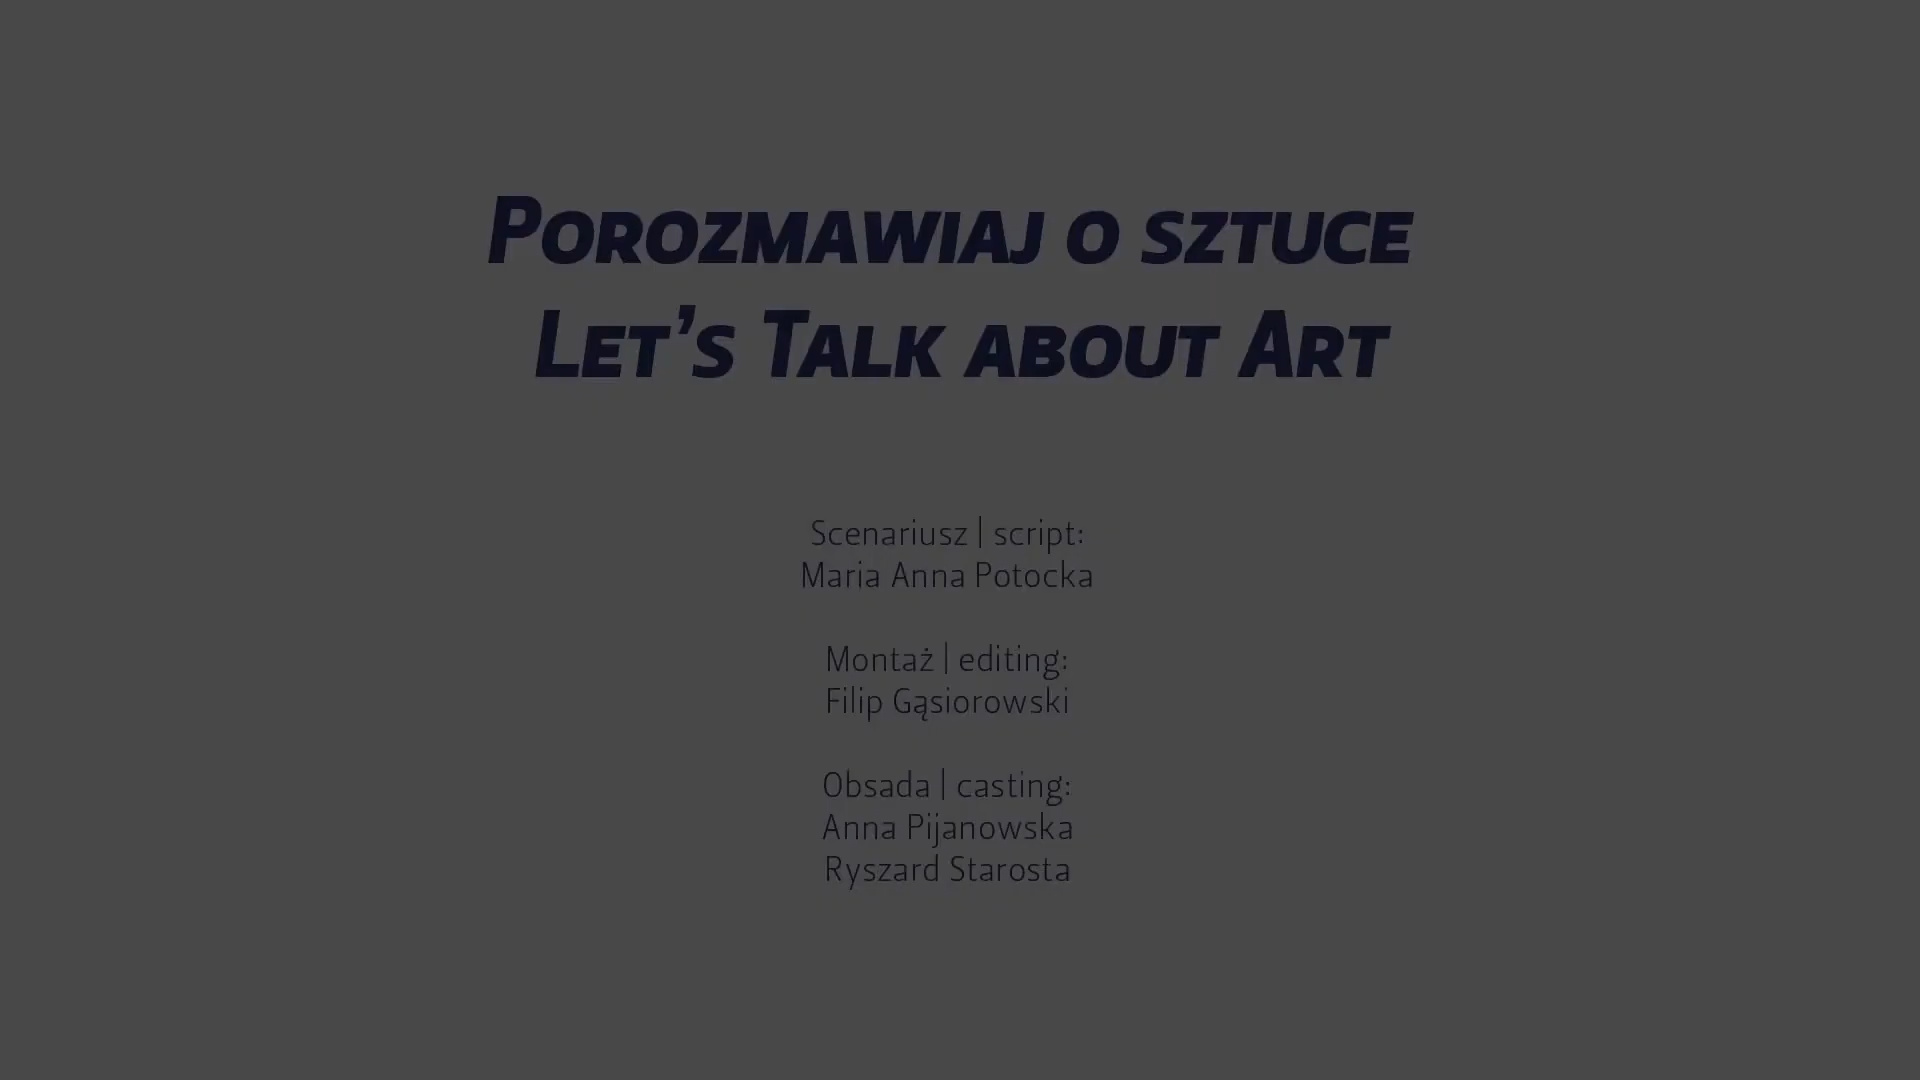 Porozmawiaj o sztuce
Let’s Talk about Art
Scenariusz | script:
Maria Anna Potocka
Montaż | editing:
Filip Gąsiorowski
Obsada | casting:
Anna Pijanowska
Ryszard Starosta